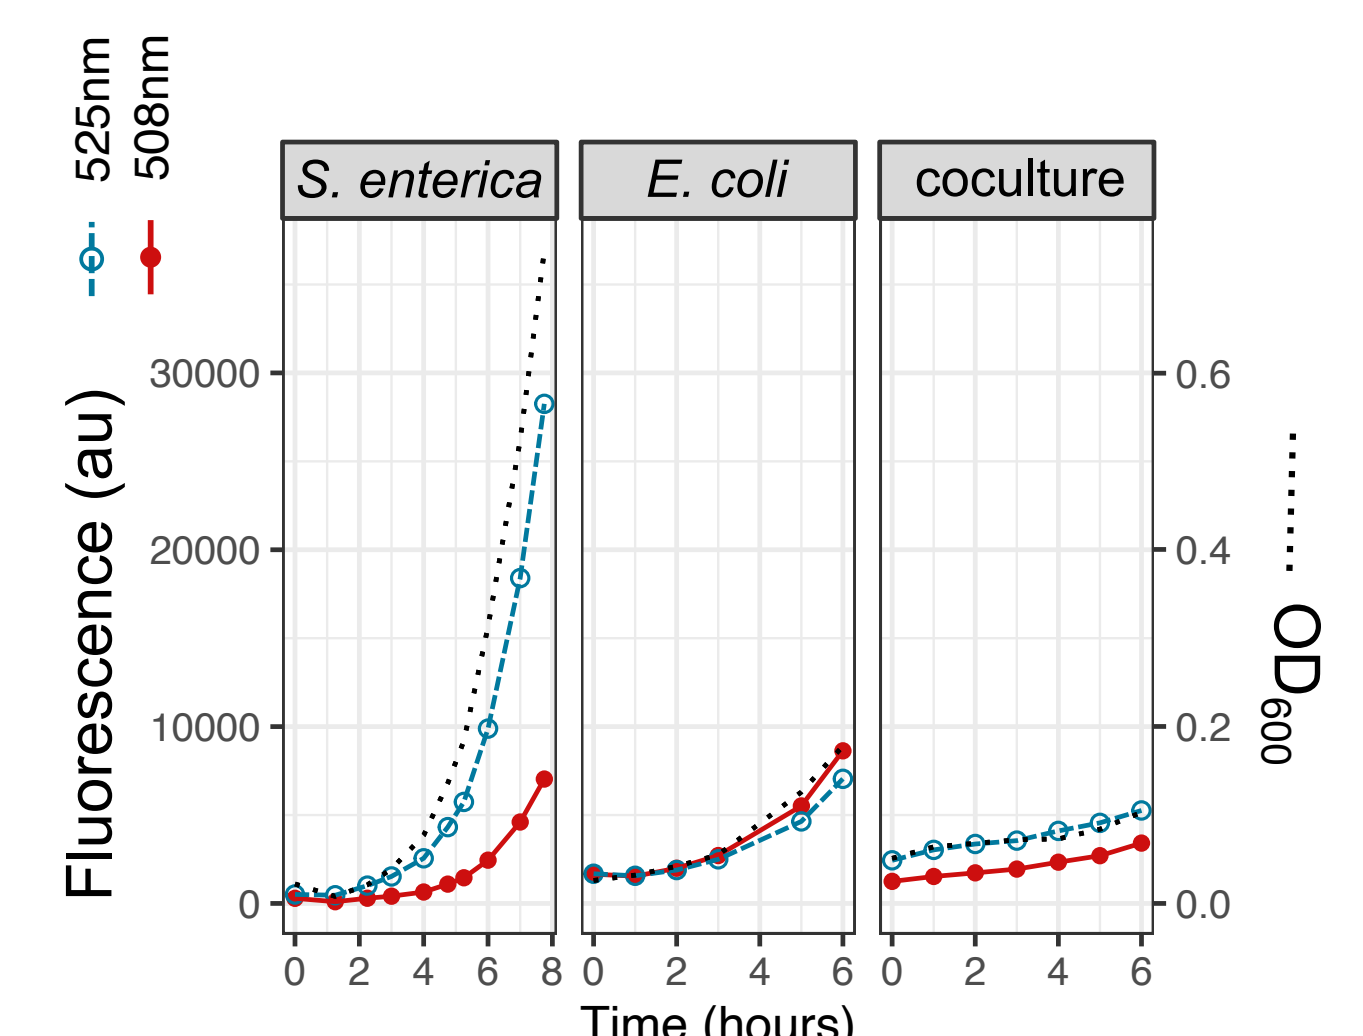 525nm
508nm
S. enterica
E. coli
coculture
Fluorescence (au)
30000
20000
10000
0
0.6
0.4
0.2
0.0
OD600
0 2 4 6 8
0 2 4 6
0 2 4 6
Time (hours)